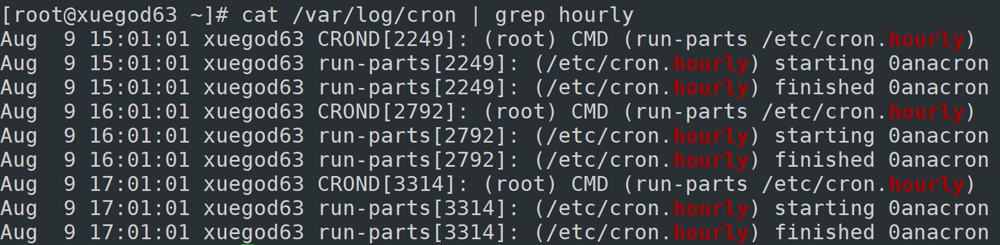 [root@xuegod63 ~]# cat /var/log/cron | grep hourly
Aug  9 15:01:01 xuegod63 CROND[2249]: (root) CMD (run-parts /etc/cron.hourly)
Aug  9 15:01:01 xuegod63 run-parts[2249]: (/etc/cron.hourly) starting 0anacron
Aug  9 15:01:01 xuegod63 run-parts[2249]: (/etc/cron.hourly) finished 0anacron
Aug  9 16:01:01 xuegod63 CROND[2792]: (root) CMD (run-parts /etc/cron.hourly)
Aug  9 16:01:01 xuegod63 run-parts[2792]: (/etc/cron.hourly) starting 0anacron
Aug  9 16:01:01 xuegod63 run-parts[2792]: (/etc/cron.hourly) finished 0anacron
Aug  9 17:01:01 xuegod63 CROND[3314]: (root) CMD (run-parts /etc/cron.hourly)
Aug  9 17:01:01 xuegod63 run-parts[3314]: (/etc/cron.hourly) starting 0anacron
Aug  9 17:01:01 xuegod63 run-parts[3314]: (/etc/cron.hourly) finished 0anacron